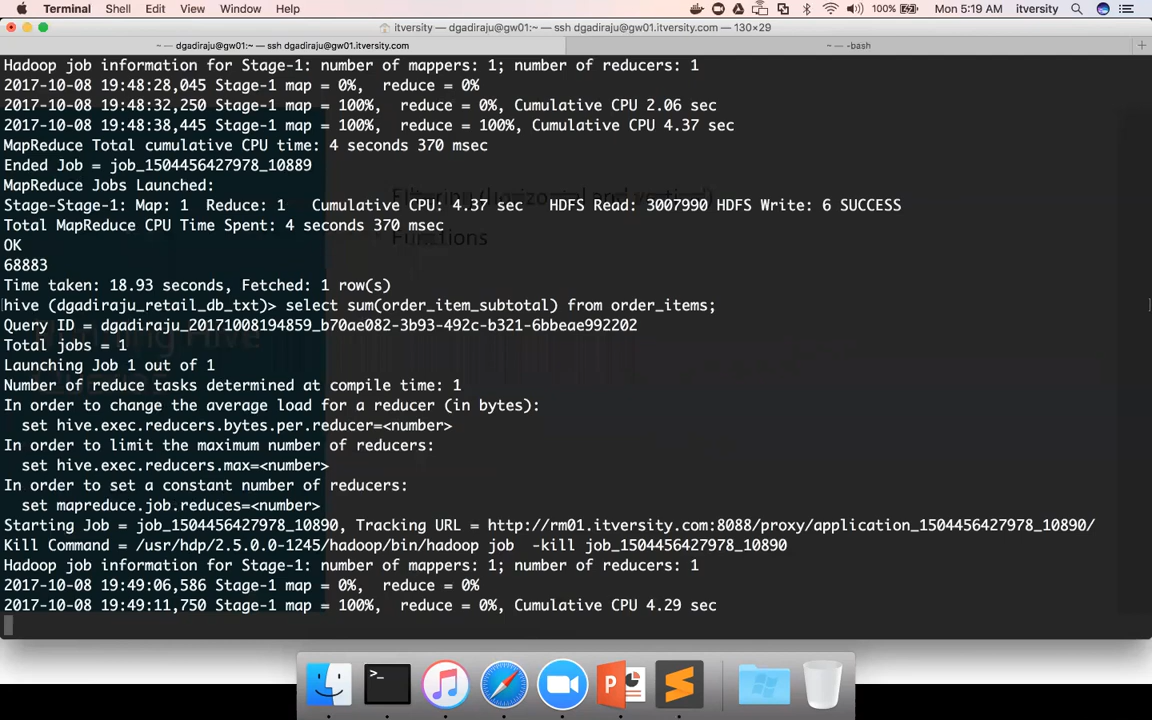 Terminal Shell Edit View Window Help 100% Mon 5:19 AM itversity
itversity — dgadiraju@gw01:~ — ssh dgadiraju@gw01.itversity.com — 130×29
~ — dgadiraju@gw01:~ — ssh dgadiraju@gw01.itversity.com
~ — -bash
Hadoop job information for Stage-1: number of mappers: 1; number of reducers: 1
2017-10-08 19:48:28,045 Stage-1 map = 0%,  reduce = 0%
2017-10-08 19:48:32,250 Stage-1 map = 100%,  reduce = 0%, Cumulative CPU 2.06 sec
2017-10-08 19:48:38,445 Stage-1 map = 100%,  reduce = 100%, Cumulative CPU 4.37 sec
MapReduce Total cumulative CPU time: 4 seconds 370 msec
Ended Job = job_1504456427978_10889
MapReduce Jobs Launched:
Stage-Stage-1: Map: 1  Reduce: 1   Cumulative CPU: 4.37 sec   HDFS Read: 3007990 HDFS Write: 6 SUCCESS
Total MapReduce CPU Time Spent: 4 seconds 370 msec
Functions
OK
68883
Time taken: 18.93 seconds, Fetched: 1 row(s)
hive (dgadiraju_retail_db_txt)> select sum(order_item_subtotal) from order_items;
Query ID = dgadiraju_20171008194859_b70ae082-3b93-492c-b321-6bbeae992202
Total jobs = 1
Launching Job 1 out of 1
Number of reduce tasks determined at compile time: 1
In order to change the average load for a reducer (in bytes):
  set hive.exec.reducers.bytes.per.reducer=<number>
In order to limit the maximum number of reducers:
  set hive.exec.reducers.max=<number>
In order to set a constant number of reducers:
  set mapreduce.job.reduces=<number>
Starting Job = job_1504456427978_10890, Tracking URL = http://rm01.itversity.com:8088/proxy/application_1504456427978_10890/
Kill Command = /usr/hdp/2.5.0.0-1245/hadoop/bin/hadoop job  -kill job_1504456427978_10890
Hadoop job information for Stage-1: number of mappers: 1; number of reducers: 1
2017-10-08 19:49:06,586 Stage-1 map = 0%,  reduce = 0%
2017-10-08 19:49:11,750 Stage-1 map = 100%,  reduce = 0%, Cumulative CPU 4.29 sec